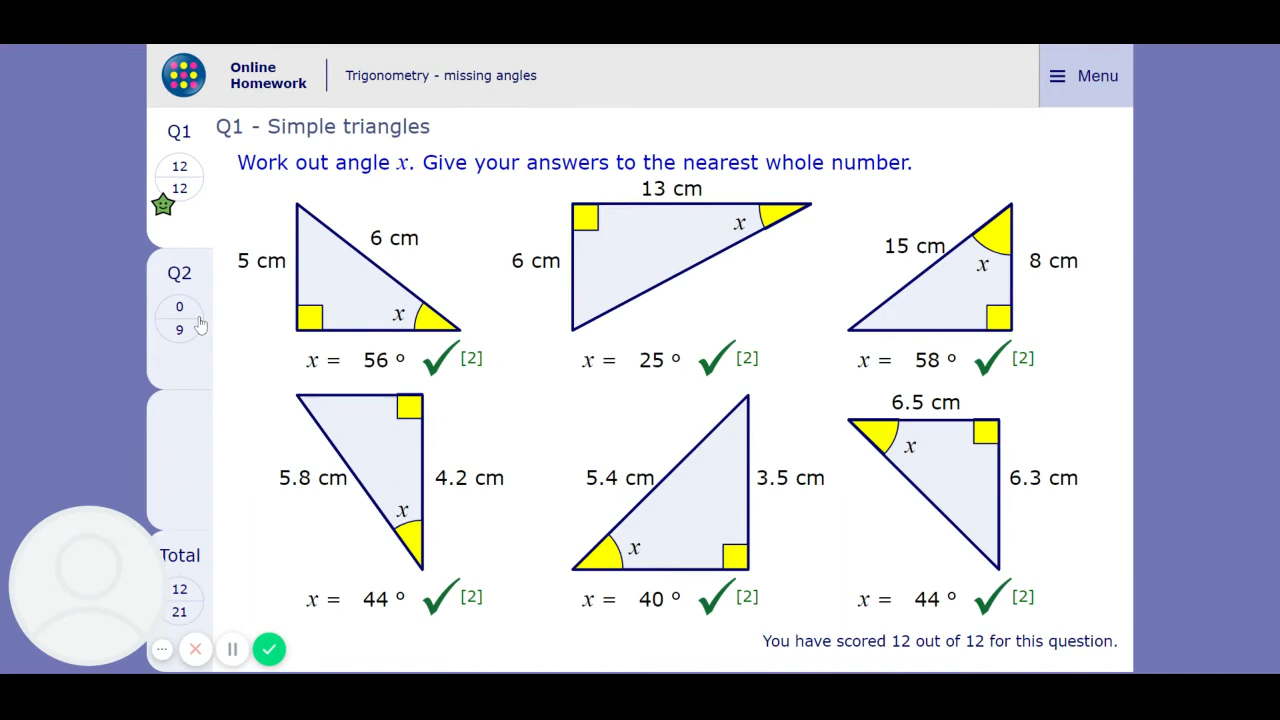 Online
Homework
Trigonometry - missing angles
Menu
Q1
12
12
Q2
0
9
Total
12
21
Q1 - Simple triangles
Work out angle x. Give your answers to the nearest whole number.
5 cm
6 cm
x
x = 56 º
[2]
13 cm
6 cm
x
x = 25 º
[2]
15 cm
8 cm
x
x = 58 º
[2]
5.8 cm
4.2 cm
x
x = 44 º
[2]
5.4 cm
3.5 cm
x
x = 40 º
[2]
6.5 cm
6.3 cm
x
x = 44 º
[2]
You have scored 12 out of 12 for this question.